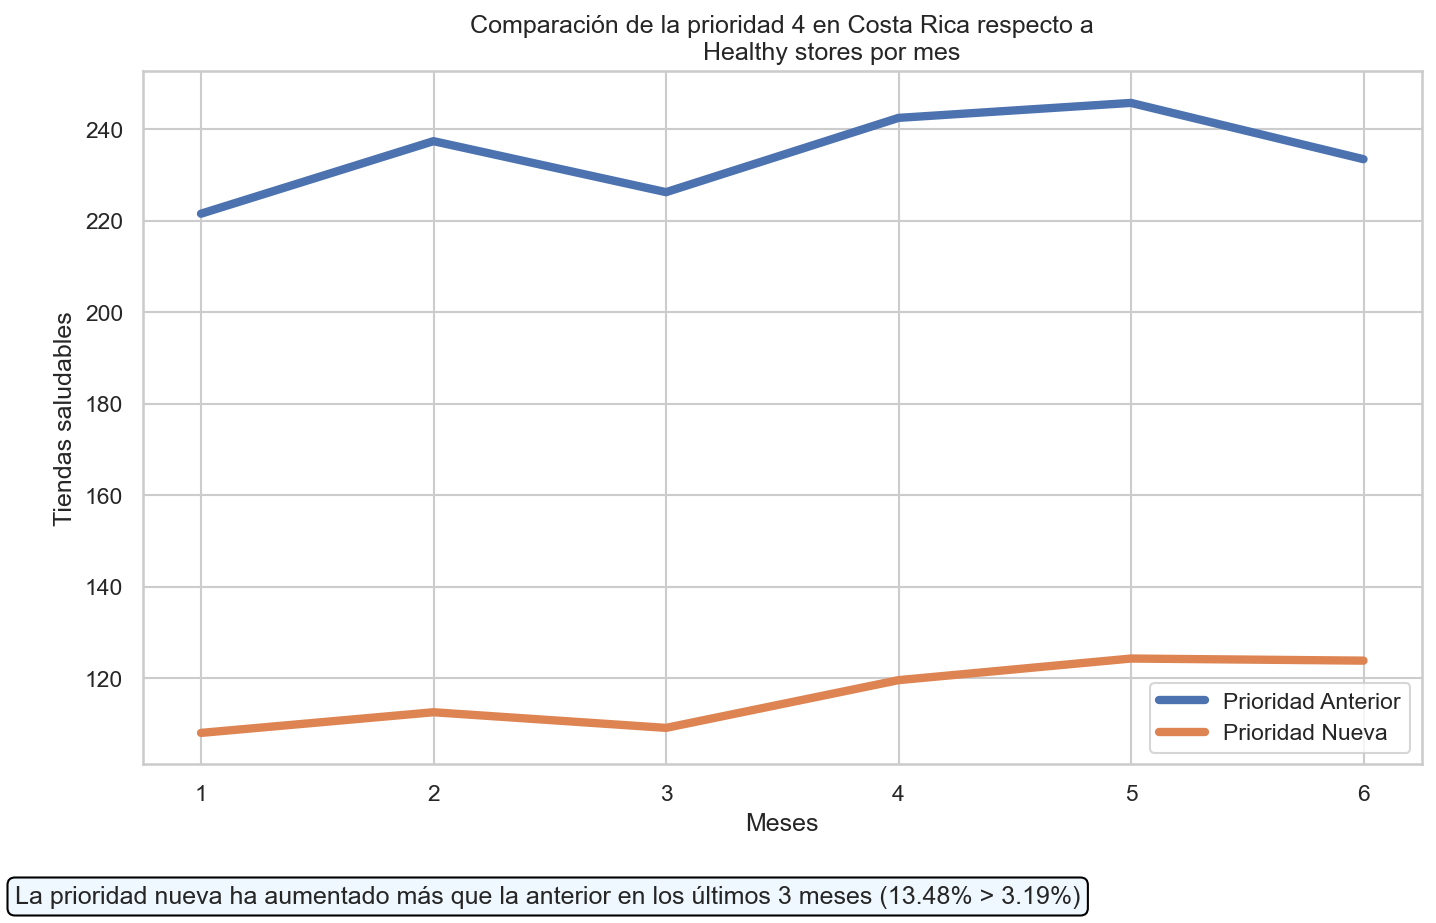 Comparación de la prioridad 4 en Costa Rica respecto a
Healthy stores por mes
Tiendas saludables
240
220
200
180
160
140
120
1 2 3 4 5 6
Meses
Prioridad Anterior
Prioridad Nueva
La prioridad nueva ha aumentado más que la anterior en los últimos 3 meses (13.48% > 3.19%)